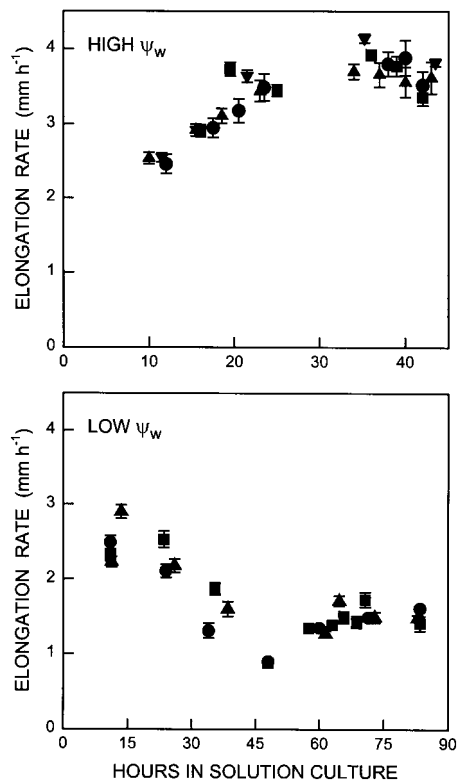 HIGH ψw
ELONGATION RATE (mm h-1)
4
3
2
1
0
0 10 20 30 40
LOW ψw
ELONGATION RATE (mm h-1)
4
3
2
1
0
0 15 30 45 60 75 90
HOURS IN SOLUTION CULTURE